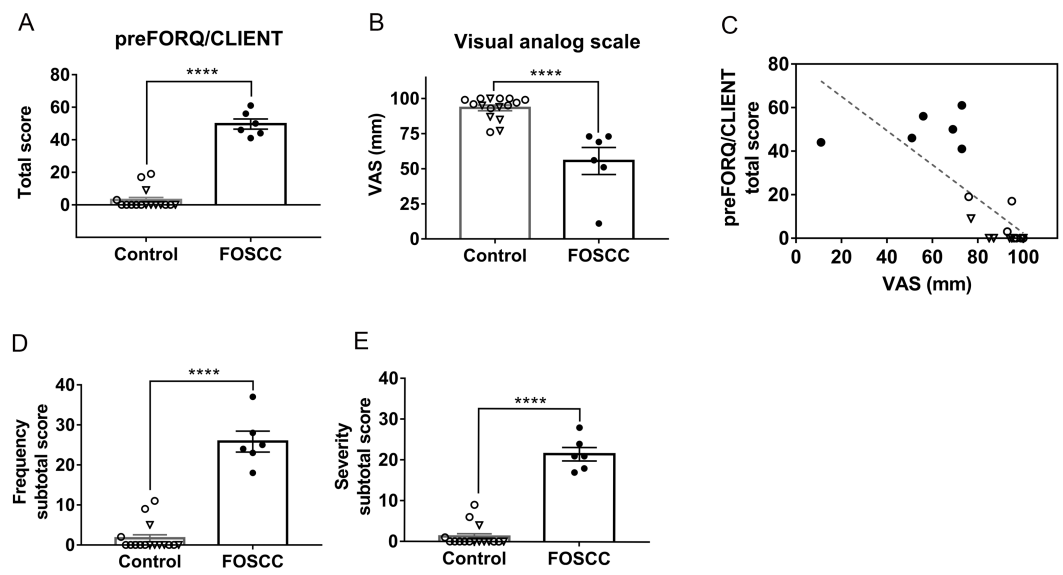 A
preFORQ/CLIENT
****
Total score
80
60
40
20
0
Control
FOSCC
B
Visual analog scale
****
VAS (mm)
100
75
50
25
0
Control
FOSCC
C
preFORQ/CLIENT
total score
80
60
40
20
0
0
20
40
60
80
100
VAS (mm)
D
****
Frequency
subtotal score
40
30
20
10
0
Control
FOSCC
E
****
Severity
subtotal score
40
30
20
10
0
Control
FOSCC